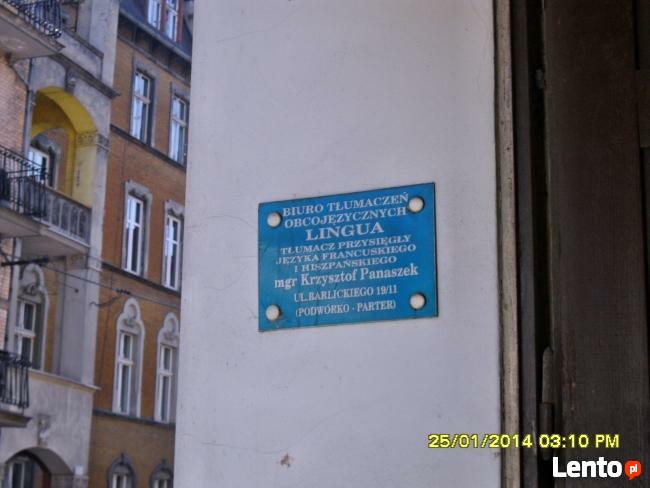 BIURO TŁUMACZEŃ
OBCOJĘZYCZNYCH
LINGUA
TŁUMACZ PRZYSIĘGŁY
JĘZYKA FRANCUSKIEGO
I HISZPAŃSKIEGO
mgr Krzysztof Panaszek
UL.BARLICKIEGO 19/11
(PODWÓRKO - PARTER)
25/01/2014 03:10 PM
Lento.pl